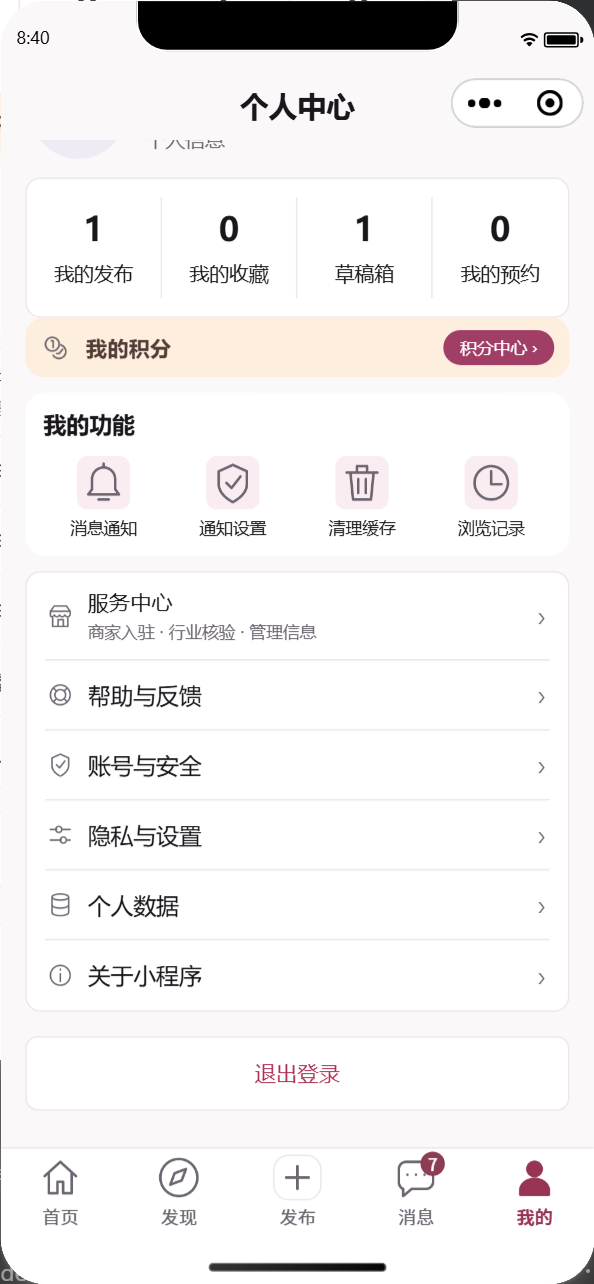 8:40
个人中心
个人信息
1
0
1
0
我的发布
我的收藏
草稿箱
我的预约
我的积分
积分中心 ›
我的功能
消息通知
通知设置
清理缓存
浏览记录
服务中心
商家入驻 · 行业核验 · 管理信息
帮助与反馈
账号与安全
隐私与设置
个人数据
关于小程序
退出登录
7
首页
发现
发布
消息
我的